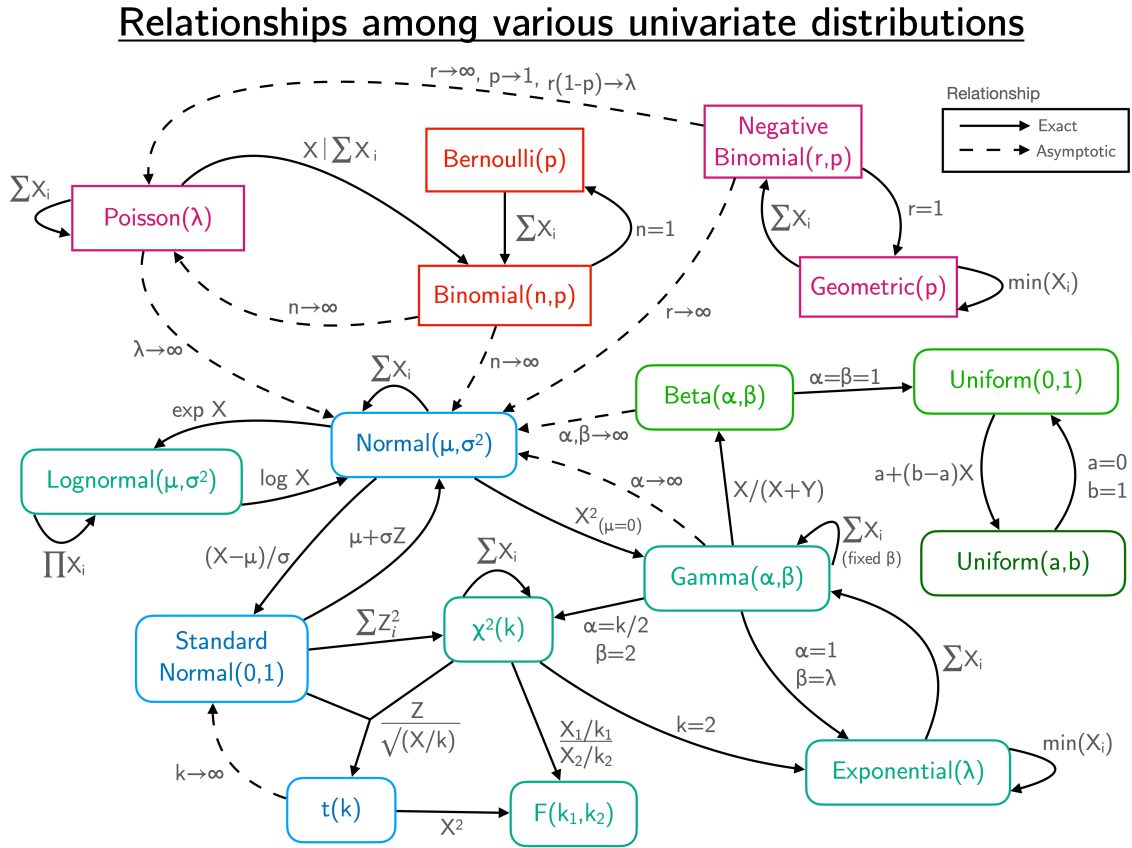 Relationships among various univariate distributions
r→∞, p→1, r(1-p)→λ
Relationship
Exact
Asymptotic
Negative
Binomial(r,p)
X | ∑X i
Bernoulli(p)
∑Xi
Poisson(λ)
∑Xi
n=1
∑Xi
r=1
Binomial(n,p)
Geometric(p)
min(Xi)
n→∞
r→∞
λ→∞
n→∞
∑Xi
Beta(α,β)
α=β=1
Uniform(0,1)
exp X
Normal(μ,σ²)
α,β→∞
Lognormal(μ,σ²)
log X
α→∞
X/(X+Y)
a+(b−a)X
a=0
b=1
∏Xi
(X−μ)/σ
μ+σZ
X²(μ=0)
∑Xi
∑Xi
(fixed β)
Gamma(α,β)
Uniform(a,b)
Standard
Normal(0,1)
∑Z²i
χ²(k)
α=k/2
β=2
α=1
β=λ
∑Xi
Z
√(X/k)
X₁/k₁
X₂/k₂
k=2
min(Xi)
k→∞
Exponential(λ)
t(k)
X²
F(k₁,k₂)